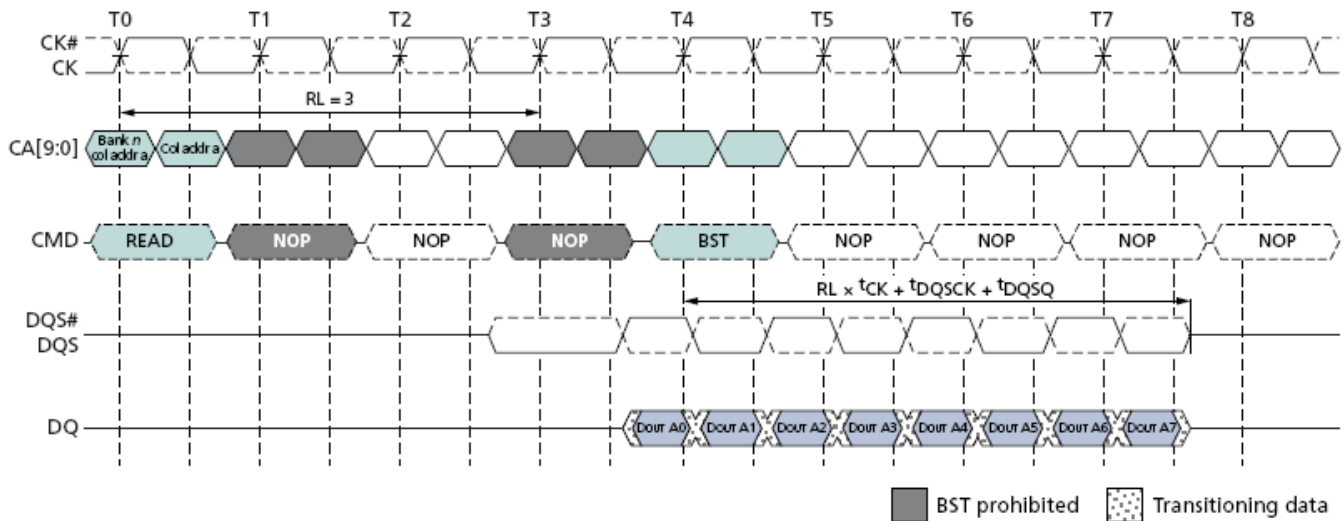 T0 T1 T2 T3 T4 T5 T6 T7 T8
CK#
CK
RL = 3
CA[9:0] Bank n col addr a Col addr a
CMD READ NOP NOP NOP BST NOP NOP NOP NOP
RL × tCK + tDQSCK + tDQSQ
DQS#
DQS
DQ DOUT A0 DOUT A1 DOUT A2 DOUT A3 DOUT A4 DOUT A5 DOUT A6 DOUT A7
BST prohibited Transitioning data